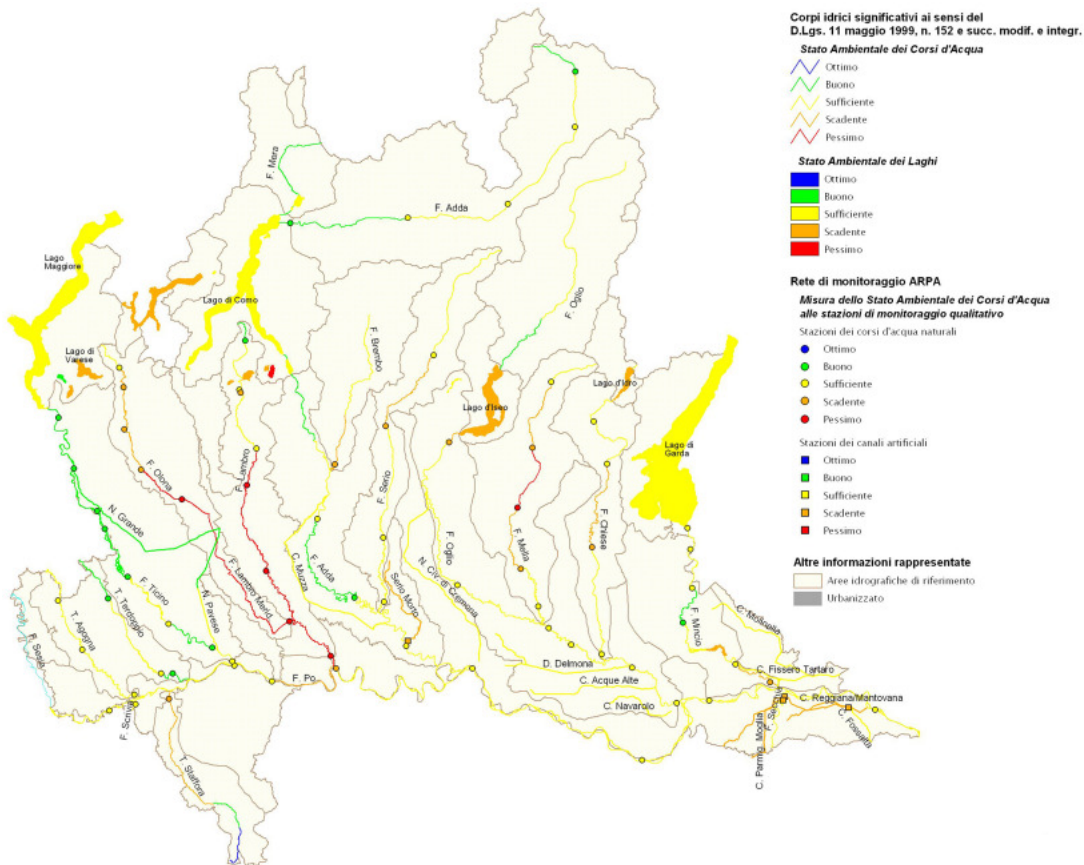 Corpi idrici significativi ai sensi del
D.Lgs. 11 maggio 1999, n. 152 e succ. modif. e integr.
Stato Ambientale dei Corsi d'Acqua
Ottimo
Buono
Sufficiente
Scadente
Pessimo
Stato Ambientale dei Laghi
Ottimo
Buono
Sufficiente
Scadente
Pessimo
Rete di monitoraggio ARPA
Misura dello Stato Ambientale dei Corsi d'Acqua
alle stazioni di monitoraggio qualitativo
Stazioni dei corsi d'acqua naturali
Ottimo
Buono
Sufficiente
Scadente
Pessimo
Stazioni dei canali artificiali
Ottimo
Buono
Sufficiente
Scadente
Pessimo
Altre informazioni rappresentate
Aree idrografiche di riferimento
Urbanizzato
F. Mera
F. Adda
Lago
Maggiore
Lago di Como
F. Oglio
F. Brembo
Lago di
Varese
Lago d'Iseo
Lago d'Idro
Lago di
Garda
F. Olona
F. Lambro
F. Serio
N. Grande
F. Chiese
F. Mella
F. Oglio
F. Adda
C. Muzza
F. Lambro Merid.
N. Civ. di Cremona
Serio Morto
F. Ticino
T. Terdoppio
N. Pavese
T. Agogna
F. Sesia
F. Mincio
C. Fissero Tartaro
D. Delmona
F. Po
C. Acque Alte
C. Navarolo
C. Reggiana/Mantovana
F. Secchia
F. Scrivia
C. Fossalta
C. Parmig. Moglia
T. Staffora